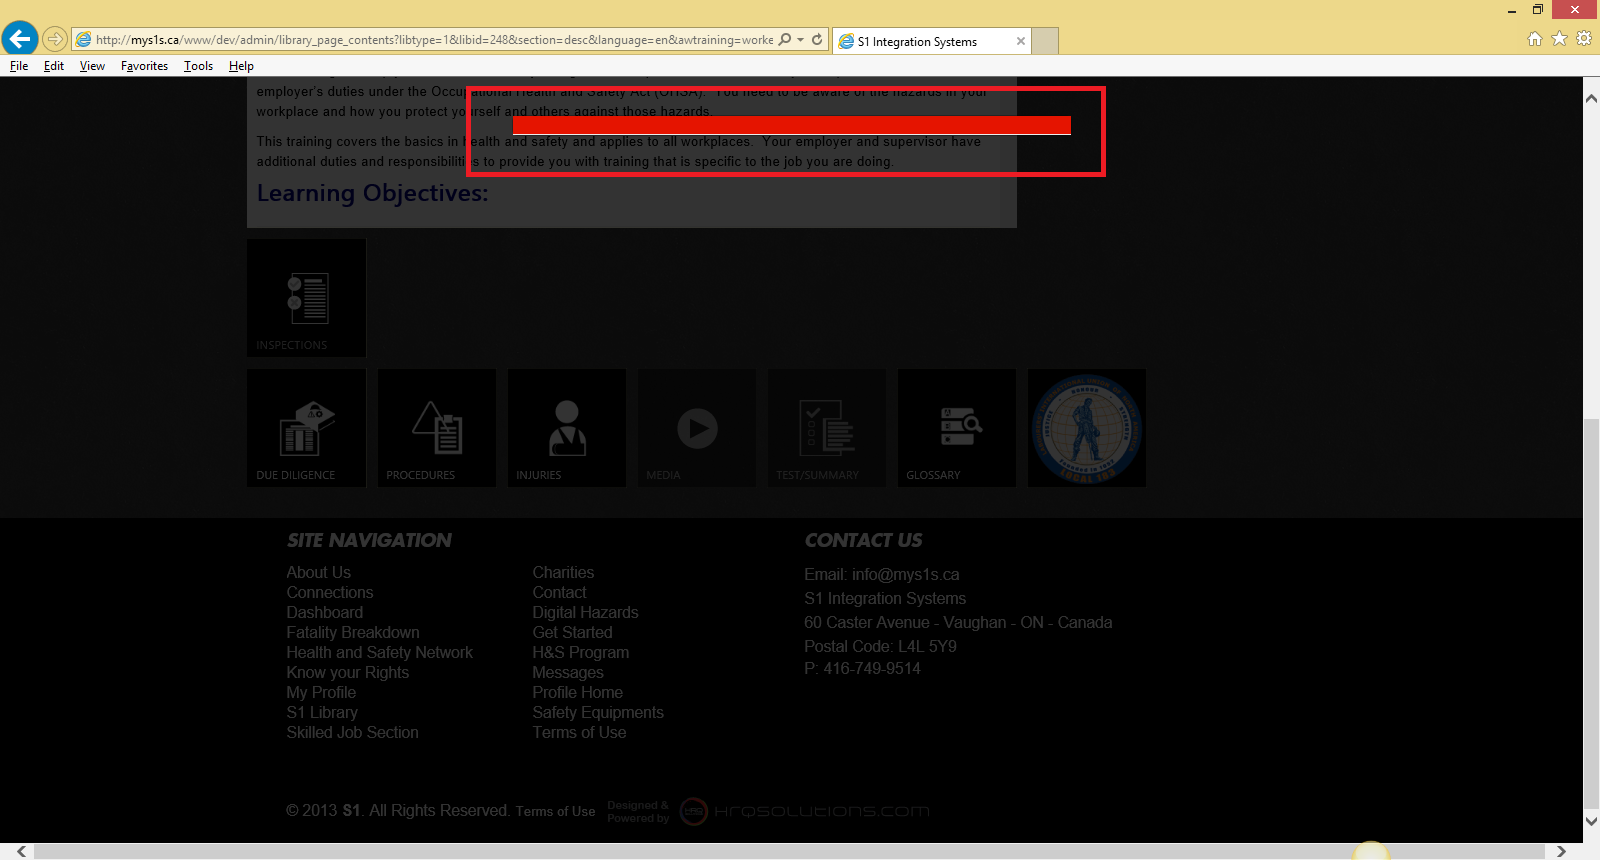 http://mys1s.ca/www/dev/admin/library_page_contents?libtype=1&libid=248&section=desc&language=en&awtraining=worke
S1 Integration Systems
File Edit View Favorites Tools Help
employer's duties under the Occupational Health and Safety Act (OHSA). You need to be aware of the hazards in your
workplace and how you protect yourself and others against those hazards.
This training covers the basics in health and safety and applies to all workplaces. Your employer and supervisor have
additional duties and responsibilities to provide you with training that is specific to the job you are doing.
Learning Objectives:
INSPECTIONS
DUE DILIGENCE
PROCEDURES
INJURIES
MEDIA
TEST/SUMMARY
GLOSSARY
LOCAL 183
SITE NAVIGATION
About Us
Connections
Dashboard
Fatality Breakdown
Health and Safety Network
Know your Rights
My Profile
S1 Library
Skilled Job Section
Charities
Contact
Digital Hazards
Get Started
H&S Program
Messages
Profile Home
Safety Equipments
Terms of Use
CONTACT US
Email: info@mys1s.ca
S1 Integration Systems
60 Caster Avenue - Vaughan - ON - Canada
Postal Code: L4L 5Y9
P: 416-749-9514
© 2013 S1. All Rights Reserved. Terms of Use
Designed &
Powered by
HRQSOLUTIONS.COM